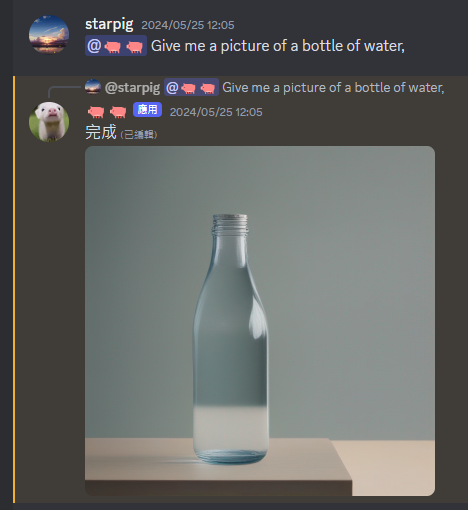 starpig 2024/05/25 12:05
@🐖 🐖 Give me a picture of a bottle of water,
@starpig @🐖 🐖 Give me a picture of a bottle of water,
🐖 🐖 應用 2024/05/25 12:05
完成 (已編輯)